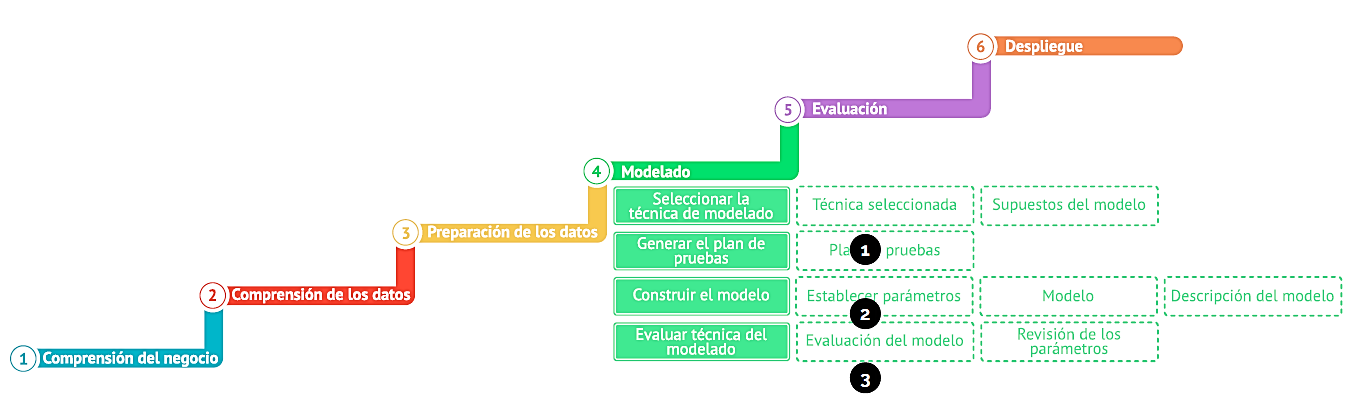 6 Despliegue
5 Evaluación
4 Modelado
Seleccionar la
técnica de modelado
Técnica seleccionada
Supuestos del modelo
3 Preparación de los datos
Generar el plan de
pruebas
1 pruebas
2 Comprensión de los datos
Construir el modelo
Establecer parámetros
Modelo
Descripción del modelo
2
Evaluar técnica del
modelado
Evaluación del modelo
Revisión de los
parámetros
1 Comprensión del negocio
3